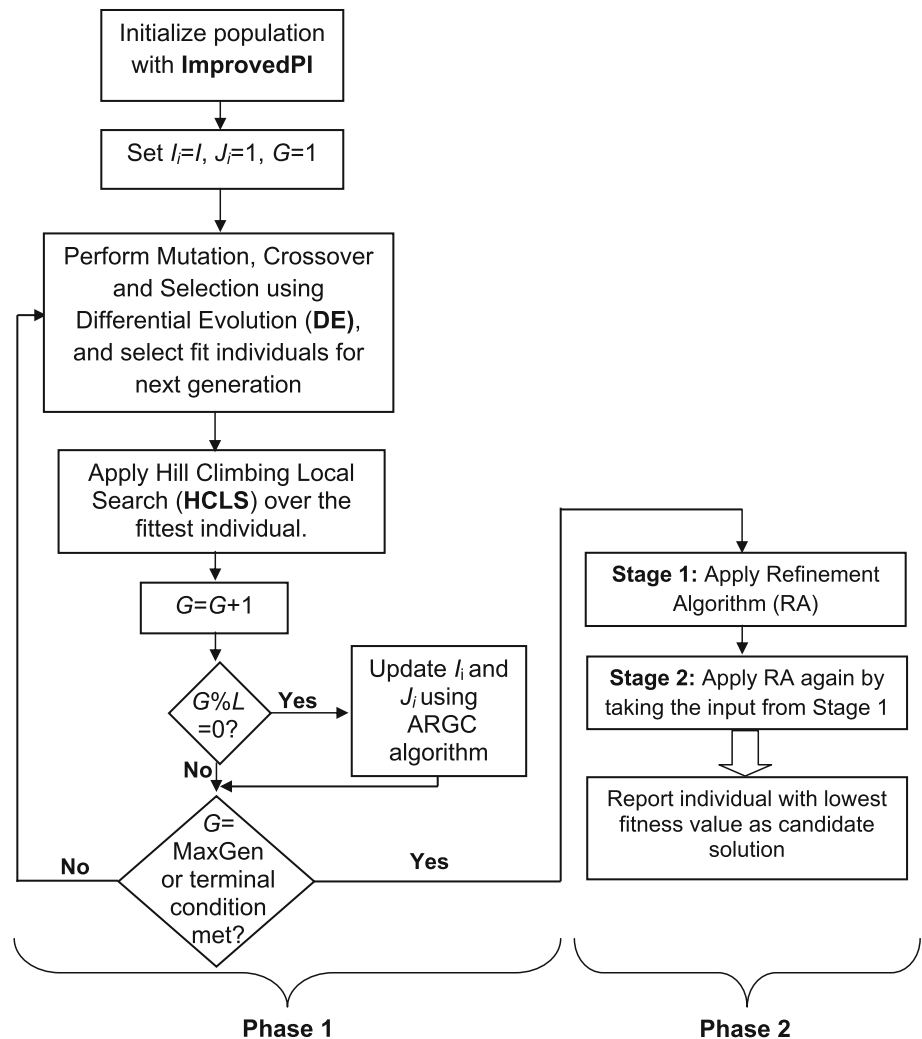 Initialize population
with ImprovedPI
Set Ii=I, Ji=1, G=1
Perform Mutation, Crossover
and Selection using
Differential Evolution (DE),
and select fit individuals for
next generation
Apply Hill Climbing Local
Search (HCLS) over the
fittest individual.
G=G+1
G%L
=0?
Yes
No
Update Ii and
Ji using
ARGC
algorithm
G=
MaxGen
or terminal
condition
met?
No
Yes
Phase 1
Stage 1: Apply Refinement
Algorithm (RA)
Stage 2: Apply RA again by
taking the input from Stage 1
Report individual with lowest
fitness value as candidate
solution
Phase 2